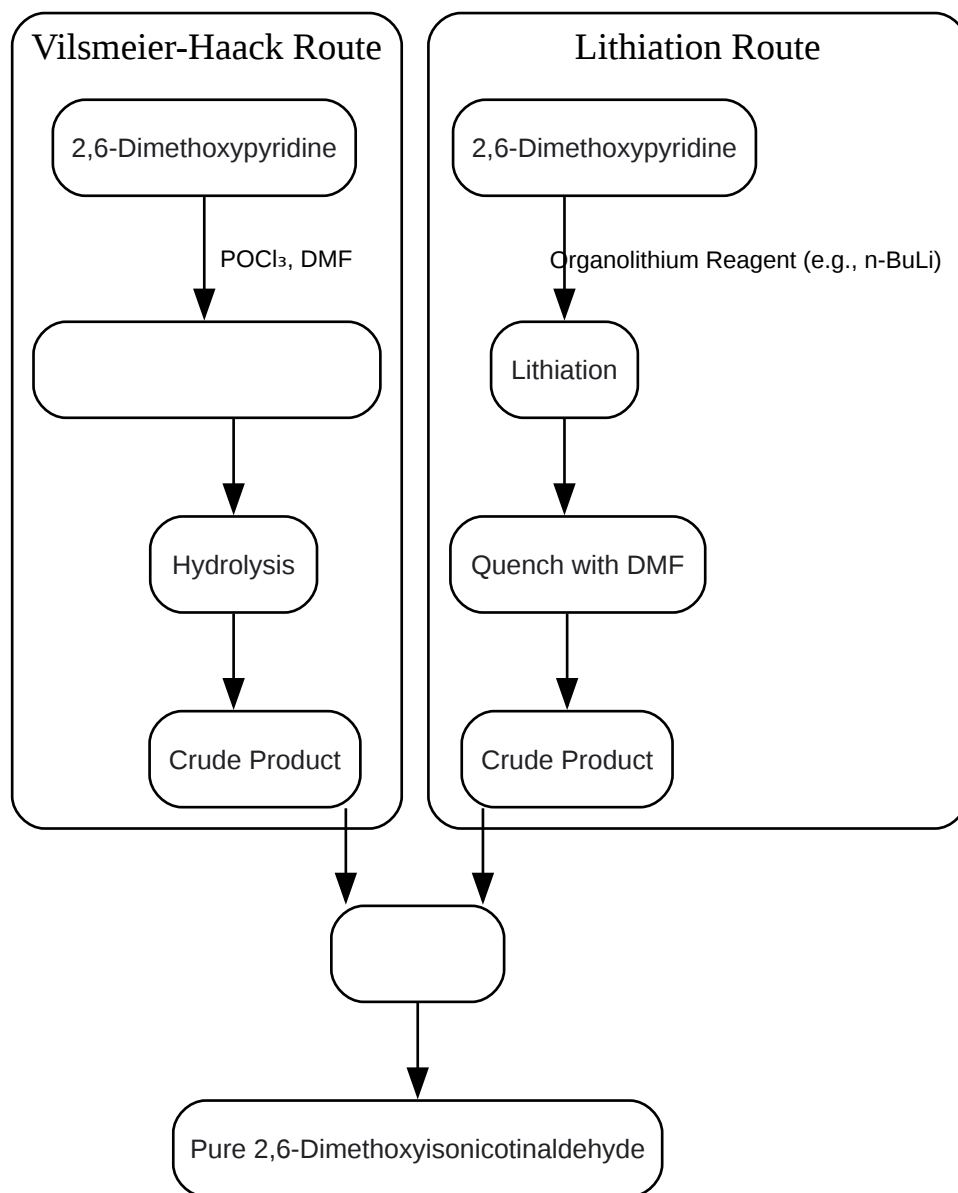 Vilsmeier-Haack Route
2,6-Dimethoxypyridine
POCl₃, DMF
Hydrolysis
Crude Product
Lithiation Route
2,6-Dimethoxypyridine
Organolithium Reagent (e.g., n-BuLi)
Lithiation
Quench with DMF
Crude Product
Pure 2,6-Dimethoxyisonicotinaldehyde